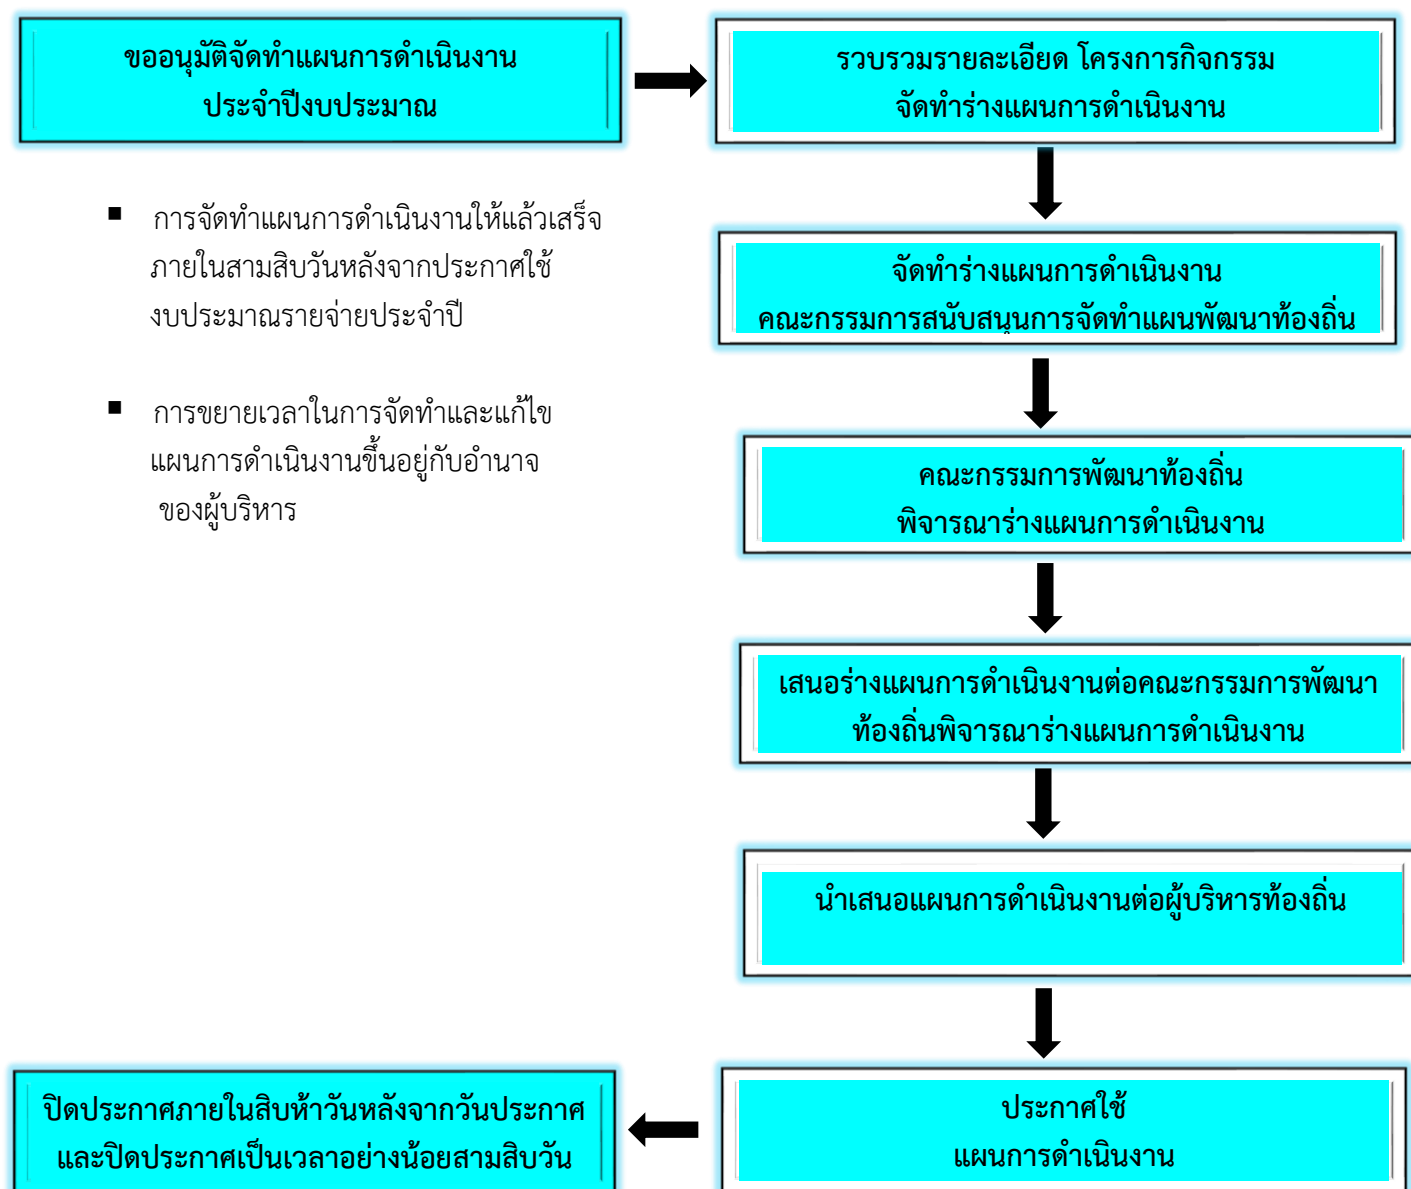 ขออนุมัติจัดทำแผนการดำเนินงาน
ประจำปีงบประมาณ
รวบรวมรายละเอียด โครงการกิจกรรม
จัดทำร่างแผนการดำเนินงาน
▪ การจัดทำแผนการดำเนินงานให้แล้วเสร็จ
ภายในสามสิบวันหลังจากประกาศใช้
งบประมาณรายจ่ายประจำปี
▪ การขยายเวลาในการจัดทำและแก้ไข
แผนการดำเนินงานขึ้นอยู่กับอำนาจ
ของผู้บริหาร
จัดทำร่างแผนการดำเนินงาน
คณะกรรมการสนับสนุนการจัดทำแผนพัฒนาท้องถิ่น
คณะกรรมการพัฒนาท้องถิ่น
พิจารณาร่างแผนการดำเนินงาน
เสนอร่างแผนการดำเนินงานต่อคณะกรรมการพัฒนา
ท้องถิ่นพิจารณาร่างแผนการดำเนินงาน
นำเสนอแผนการดำเนินงานต่อผู้บริหารท้องถิ่น
ประกาศใช้
แผนการดำเนินงาน
ปิดประกาศภายในสิบห้าวันหลังจากวันประกาศ
และปิดประกาศเป็นเวลาอย่างน้อยสามสิบวัน